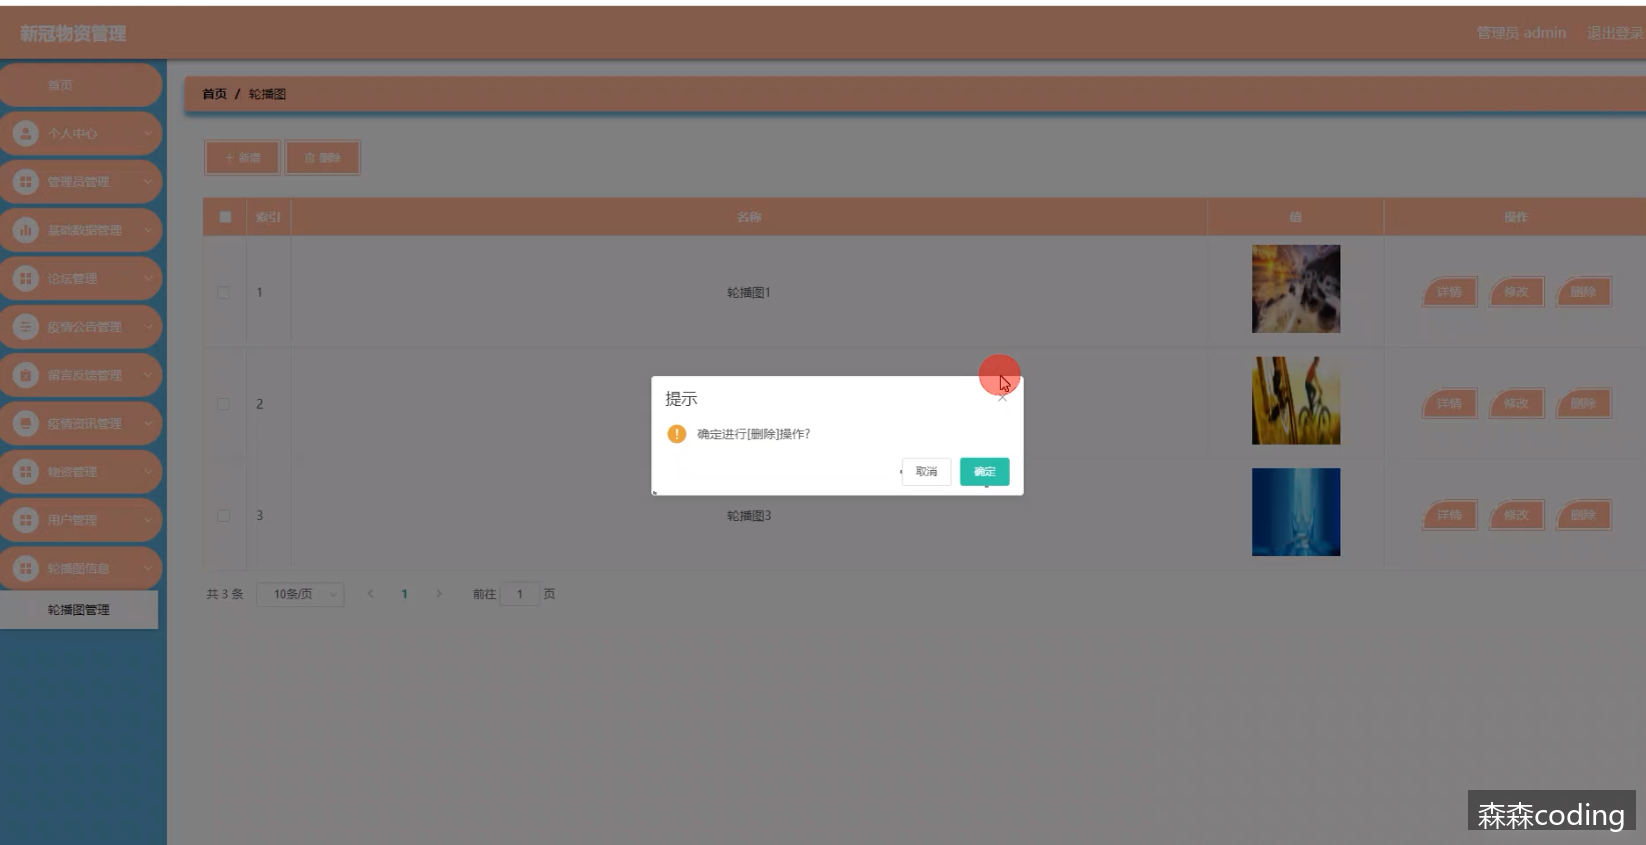 新冠物资管理
管理员 admin 退出登录
首页
个人中心
管理员管理
基础数据管理
论坛管理
疫情公告管理
留言反馈管理
疫情资讯管理
物资管理
用户管理
轮播图信息
轮播图管理
首页 / 轮播图
+ 新增 删除
索引 名称 值 操作
1 轮播图1 详情 修改 删除
2 详情 修改 删除
3 轮播图3 详情 修改 删除
提示
确定进行[删除]操作?
取消 确定
共 3 条 10条/页 1 前往 1 页
森森coding